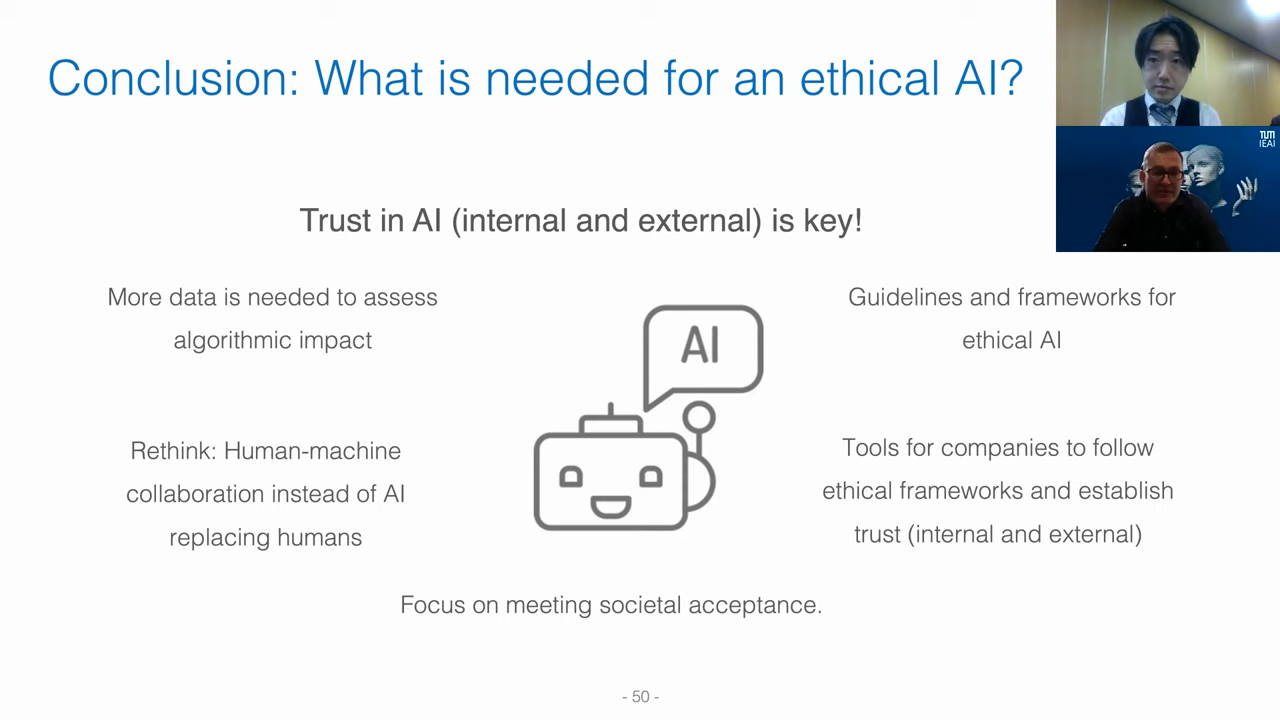 Conclusion: What is needed for an ethical AI?
TUM
IEAI
Trust in AI (internal and external) is key!
More data is needed to assess
algorithmic impact
Guidelines and frameworks for
ethical AI
AI
Rethink: Human-machine
collaboration instead of AI
replacing humans
Tools for companies to follow
ethical frameworks and establish
trust (internal and external)
Focus on meeting societal acceptance.
- 50 -